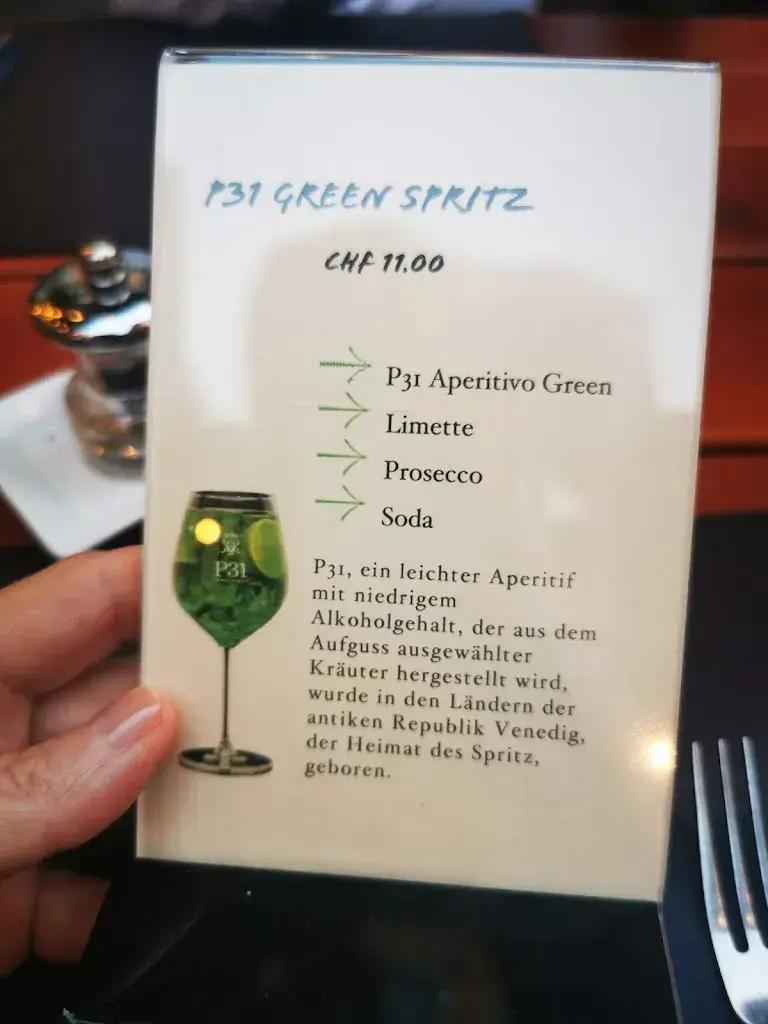 P31 GREEN SPRITZ
CHF 11.00
P31 Aperitivo Green
Limette
Prosecco
Soda
P31
P31, ein leichter Aperitif
mit niedrigem
Alkoholgehalt, der aus dem
Aufguss ausgewählter
Kräuter hergestellt wird,
wurde in den Ländern der
antiken Republik Venedig,
der Heimat des Spritz,
geboren.